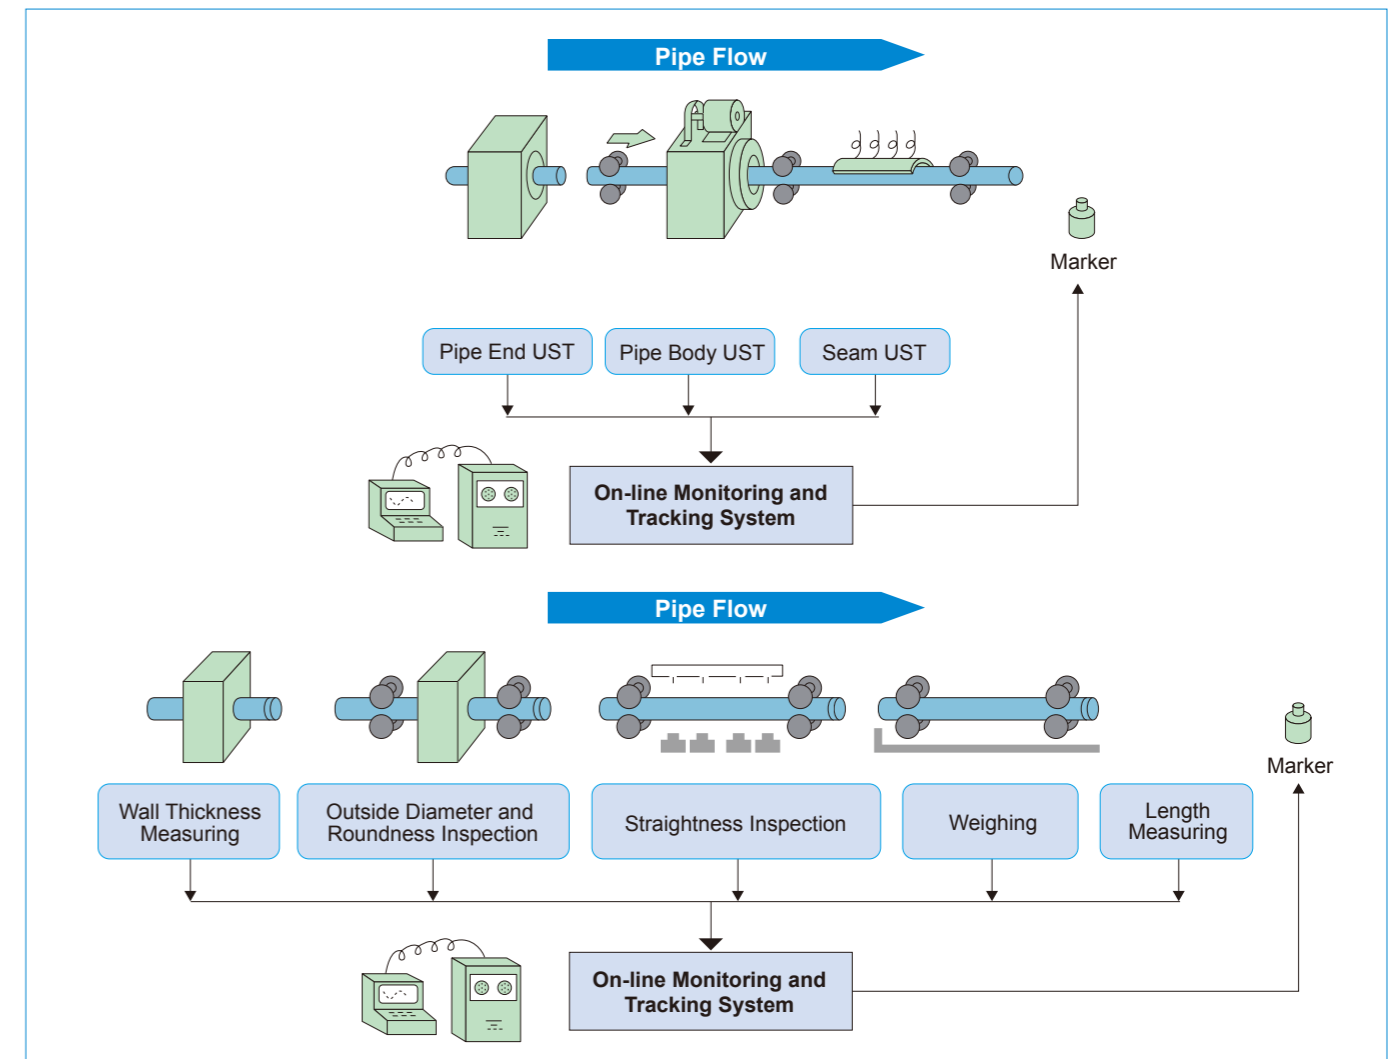 Pipe Flow
Marker
Pipe End UST
Pipe Body UST
Seam UST
On-line Monitoring and
Tracking System
Pipe Flow
Marker
Wall Thickness
Measuring
Outside Diameter and
Roundness Inspection
Straightness Inspection
Weighing
Length
Measuring
On-line Monitoring and
Tracking System